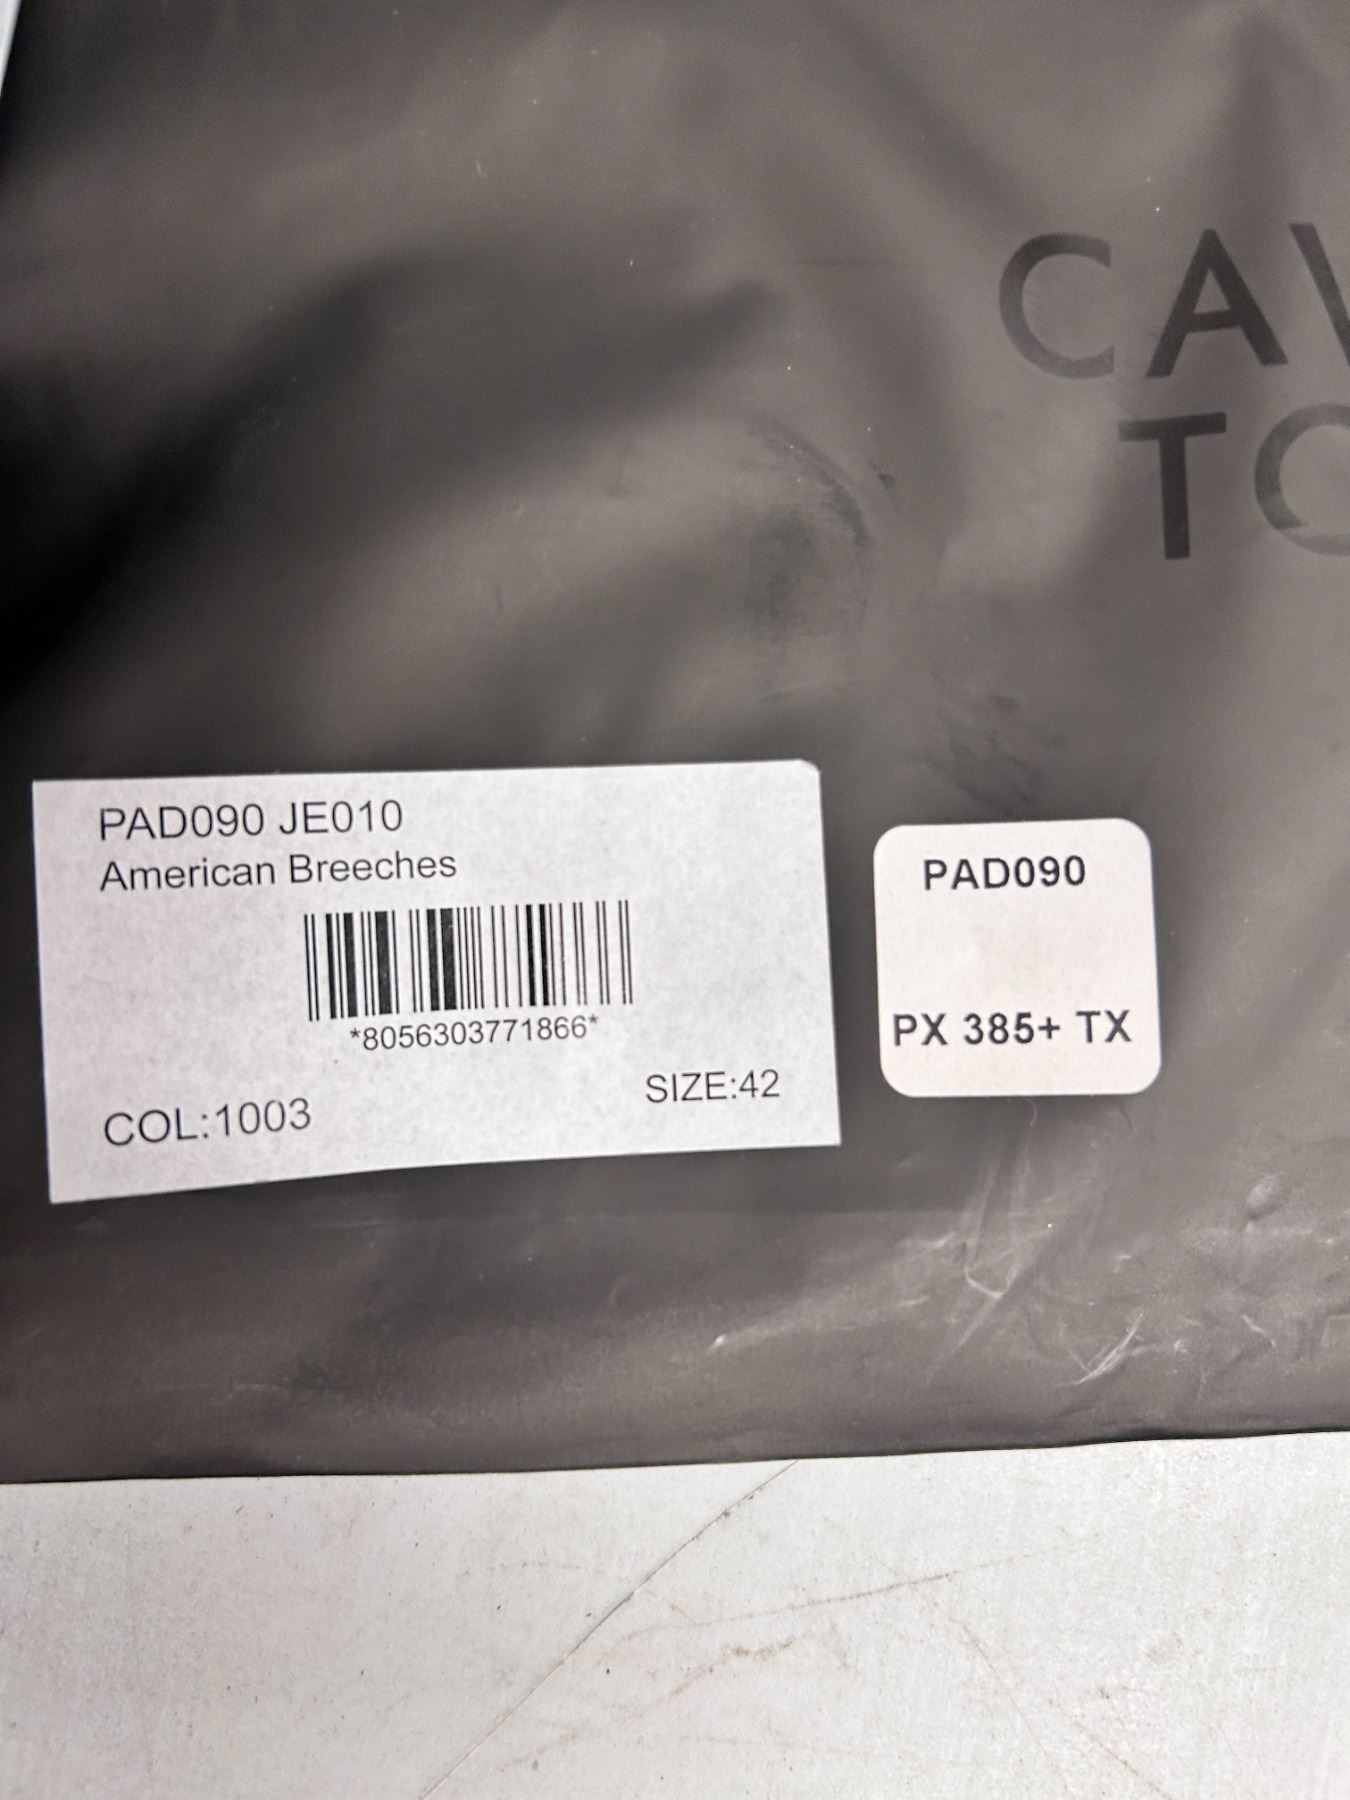 CAV
TO
PAD090 JE010
American Breeches
*8056303771866*
COL:1003
SIZE:42
PAD090
PX 385+ TX